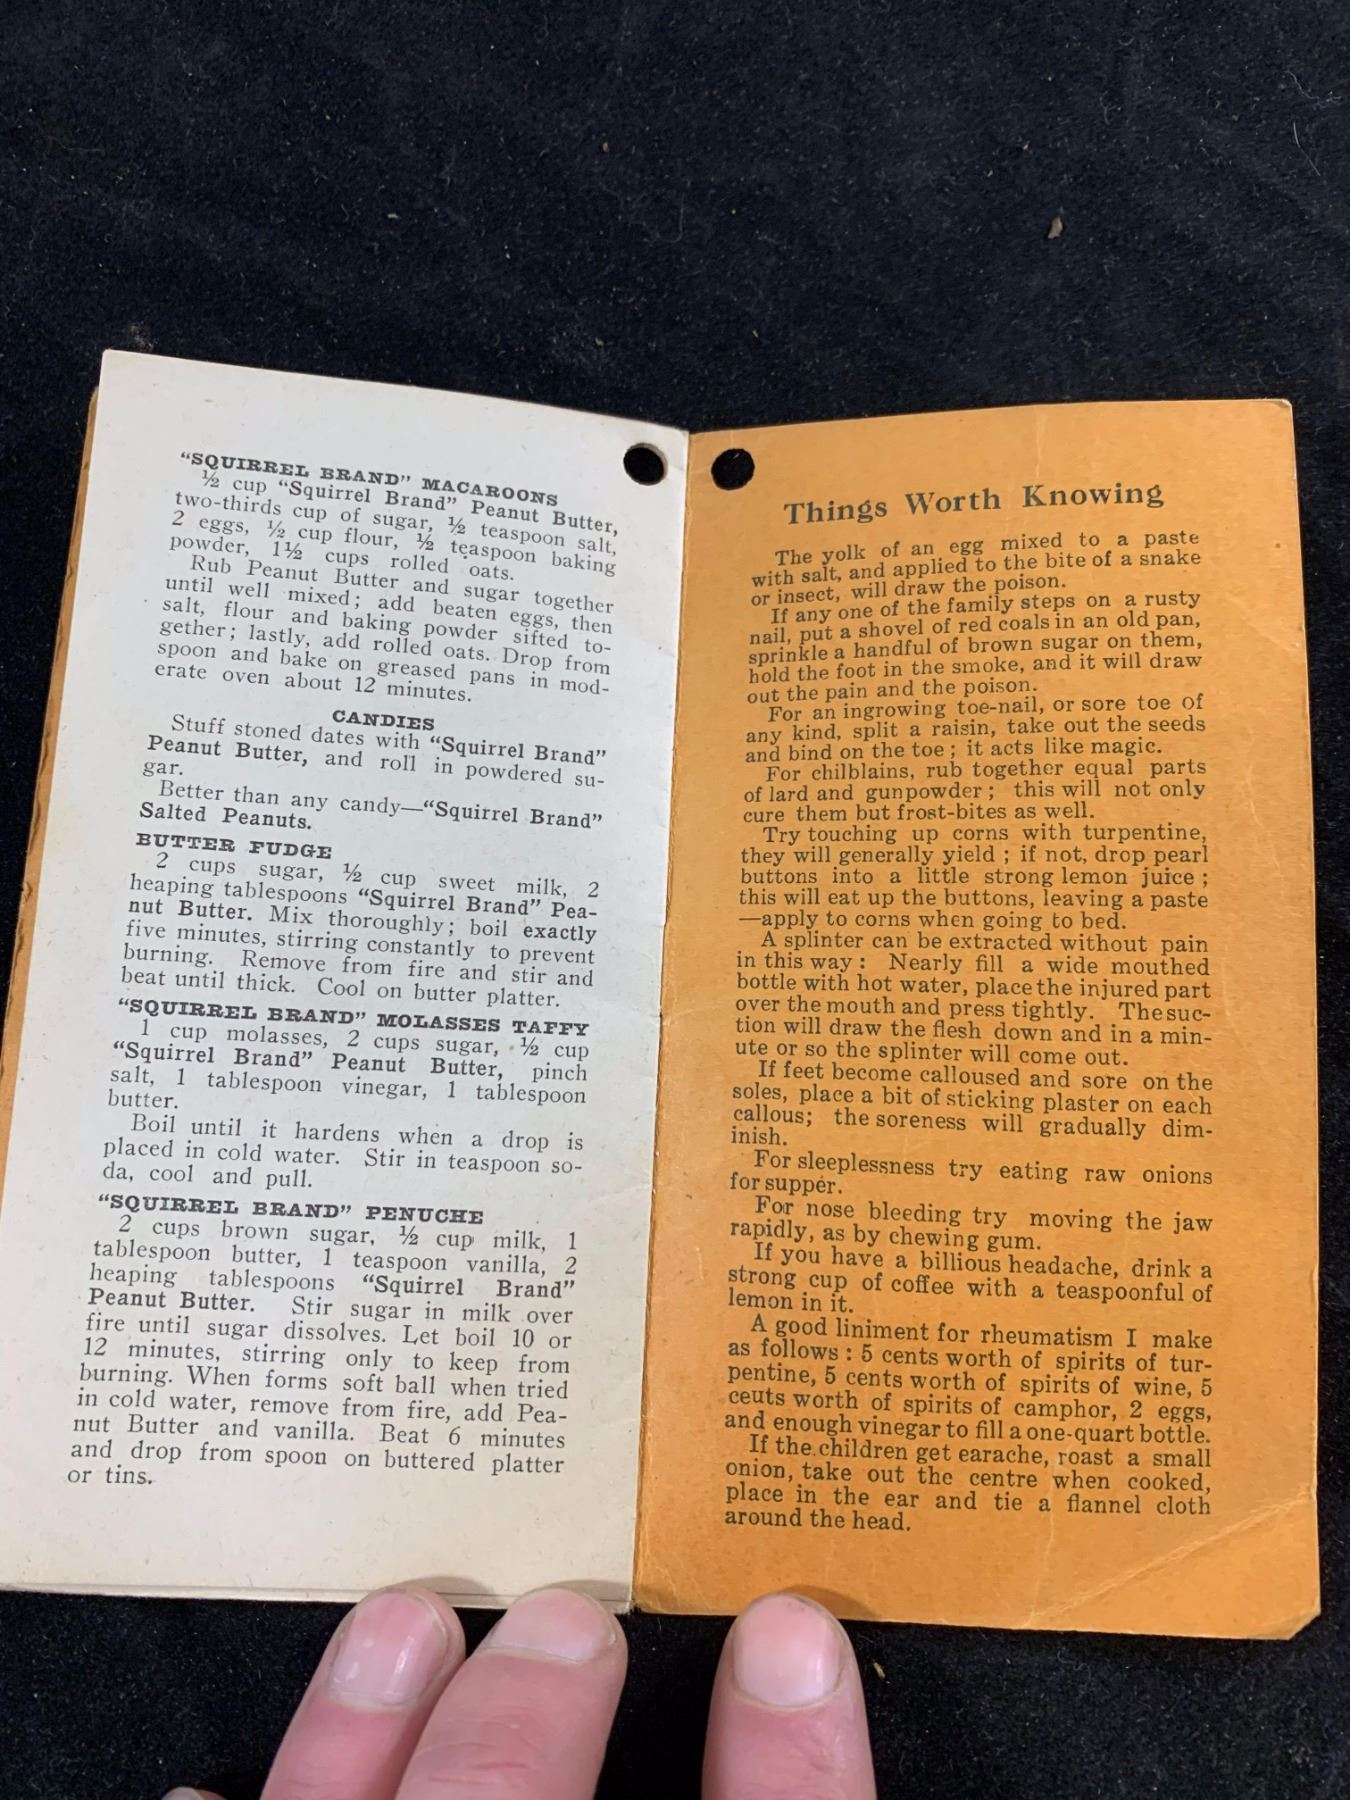 "SQUIRREL BRAND" MACAROONS
½ cup "Squirrel Brand" Peanut Butter,
two-thirds cup of sugar, ½ teaspoon salt,
2 eggs, ½ cup flour, ½ teaspoon baking
powder, 1½ cups rolled oats.
Rub Peanut Butter and sugar together
until well mixed; add beaten eggs, then
salt, flour and baking powder sifted to-
gether; lastly, add rolled oats. Drop from
spoon and bake on greased pans in mod-
erate oven about 12 minutes.
CANDIES
Stuff stoned dates with "Squirrel Brand"
Peanut Butter, and roll in powdered su-
gar.
Better than any candy—"Squirrel Brand"
Salted Peanuts.
BUTTER FUDGE
2 cups sugar, ½ cup sweet milk, 2
heaping tablespoons "Squirrel Brand" Pea-
nut Butter. Mix thoroughly; boil exactly
five minutes, stirring constantly to prevent
burning. Remove from fire and stir and
beat until thick. Cool on butter platter.
"SQUIRREL BRAND" MOLASSES TAFFY
1 cup molasses, 2 cups sugar, ½ cup
"Squirrel Brand" Peanut Butter, pinch
salt, 1 tablespoon vinegar, 1 tablespoon
butter.
Boil until it hardens when a drop is
placed in cold water. Stir in teaspoon so-
da, cool and pull.
"SQUIRREL BRAND" PENUCHE
2 cups brown sugar, ½ cup milk, 1
tablespoon butter, 1 teaspoon vanilla, 2
heaping tablespoons "Squirrel Brand"
Peanut Butter. Stir sugar in milk over
fire until sugar dissolves. Let boil 10 or
12 minutes, stirring only to keep from
burning. When forms soft ball when tried
in cold water, remove from fire, add Pea-
nut Butter and vanilla. Beat 6 minutes
and drop from spoon on buttered platter
or tins.
Things Worth Knowing
The yolk of an egg mixed to a paste
with salt, and applied to the bite of a snake
or insect, will draw the poison.
If any one of the family steps on a rusty
nail, put a shovel of red coals in an old pan,
sprinkle a handful of brown sugar on them,
hold the foot in the smoke, and it will draw
out the pain and the poison.
For an ingrowing toe-nail, or sore toe of
any kind, split a raisin, take out the seeds
and bind on the toe; it acts like magic.
For chilblains, rub together equal parts
of lard and gunpowder; this will not only
cure them but frost-bites as well.
Try touching up corns with turpentine,
they will generally yield; if not, drop pearl
buttons into a little strong lemon juice;
this will eat up the buttons, leaving a paste
—apply to corns when going to bed.
A splinter can be extracted without pain
in this way: Nearly fill a wide mouthed
bottle with hot water, place the injured part
over the mouth and press tightly. The suc-
tion will draw the flesh down and in a min-
ute or so the splinter will come out.
If feet become calloused and sore on the
soles, place a bit of sticking plaster on each
callous; the soreness will gradually dim-
inish.
For sleeplessness try eating raw onions
for supper.
For nose bleeding try moving the jaw
rapidly, as by chewing gum.
If you have a billious headache, drink a
strong cup of coffee with a teaspoonful of
lemon in it.
A good liniment for rheumatism I make
as follows: 5 cents worth of spirits of tur-
pentine, 5 cents worth of spirits of wine, 5
ceuts worth of spirits of camphor, 2 eggs,
and enough vinegar to fill a one-quart bottle.
If the children get earache, roast a small
onion, take out the centre when cooked,
place in the ear and tie a flannel cloth
around the head.